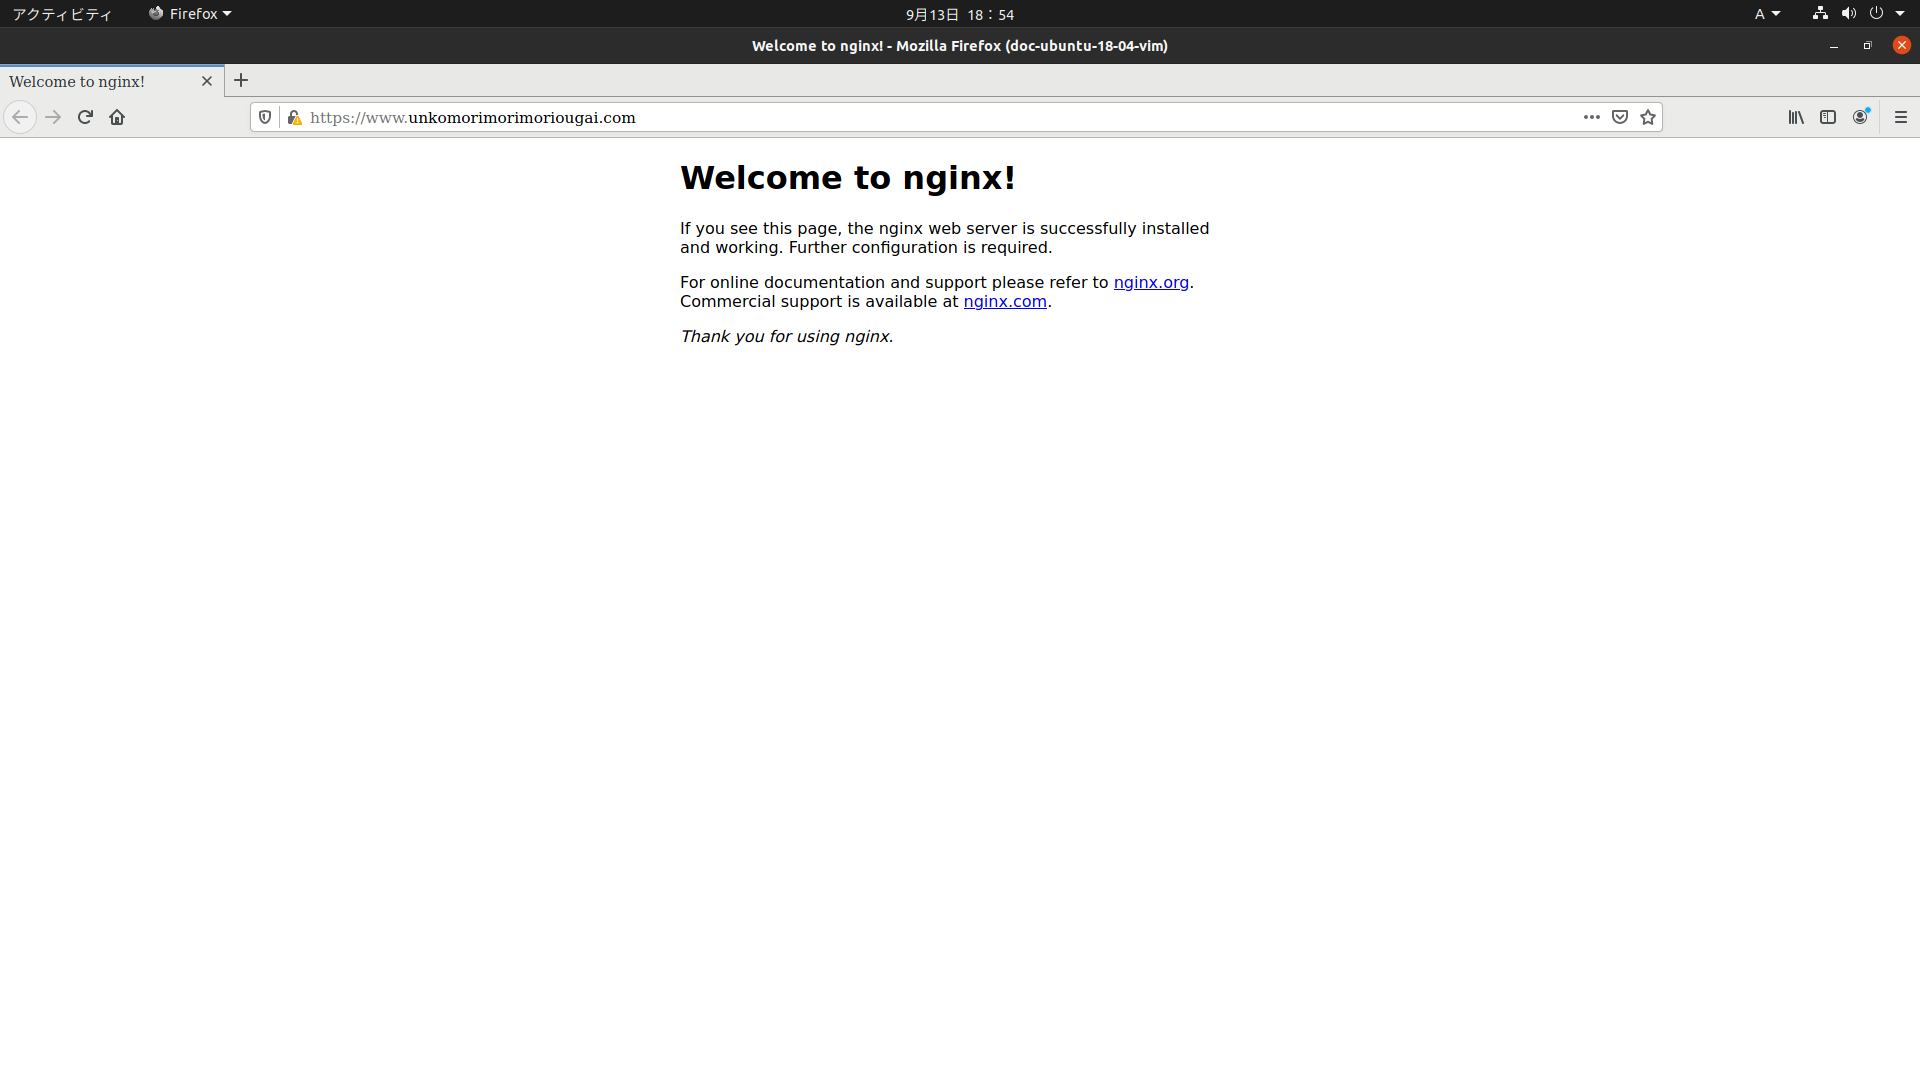 アクティビティ Firefox 9月13日 18：54 A
Welcome to nginx! - Mozilla Firefox (doc-ubuntu-18-04-vim)
Welcome to nginx!
https://www.unkomorimorimoriougai.com
Welcome to nginx!
If you see this page, the nginx web server is successfully installed
and working. Further configuration is required.
For online documentation and support please refer to nginx.org.
Commercial support is available at nginx.com.
Thank you for using nginx.